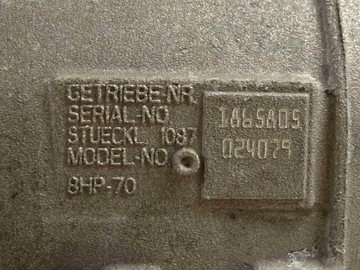 GETRIEBE-NR.
SERIAL-NO.
STUECKL. 1087
MODEL-NO
8HP-70
1865805
024079